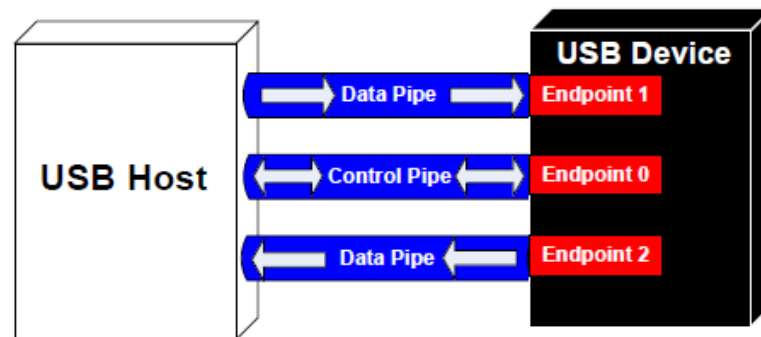 USB Device
Data Pipe
Endpoint 1
USB Host
Control Pipe
Endpoint 0
Data Pipe
Endpoint 2